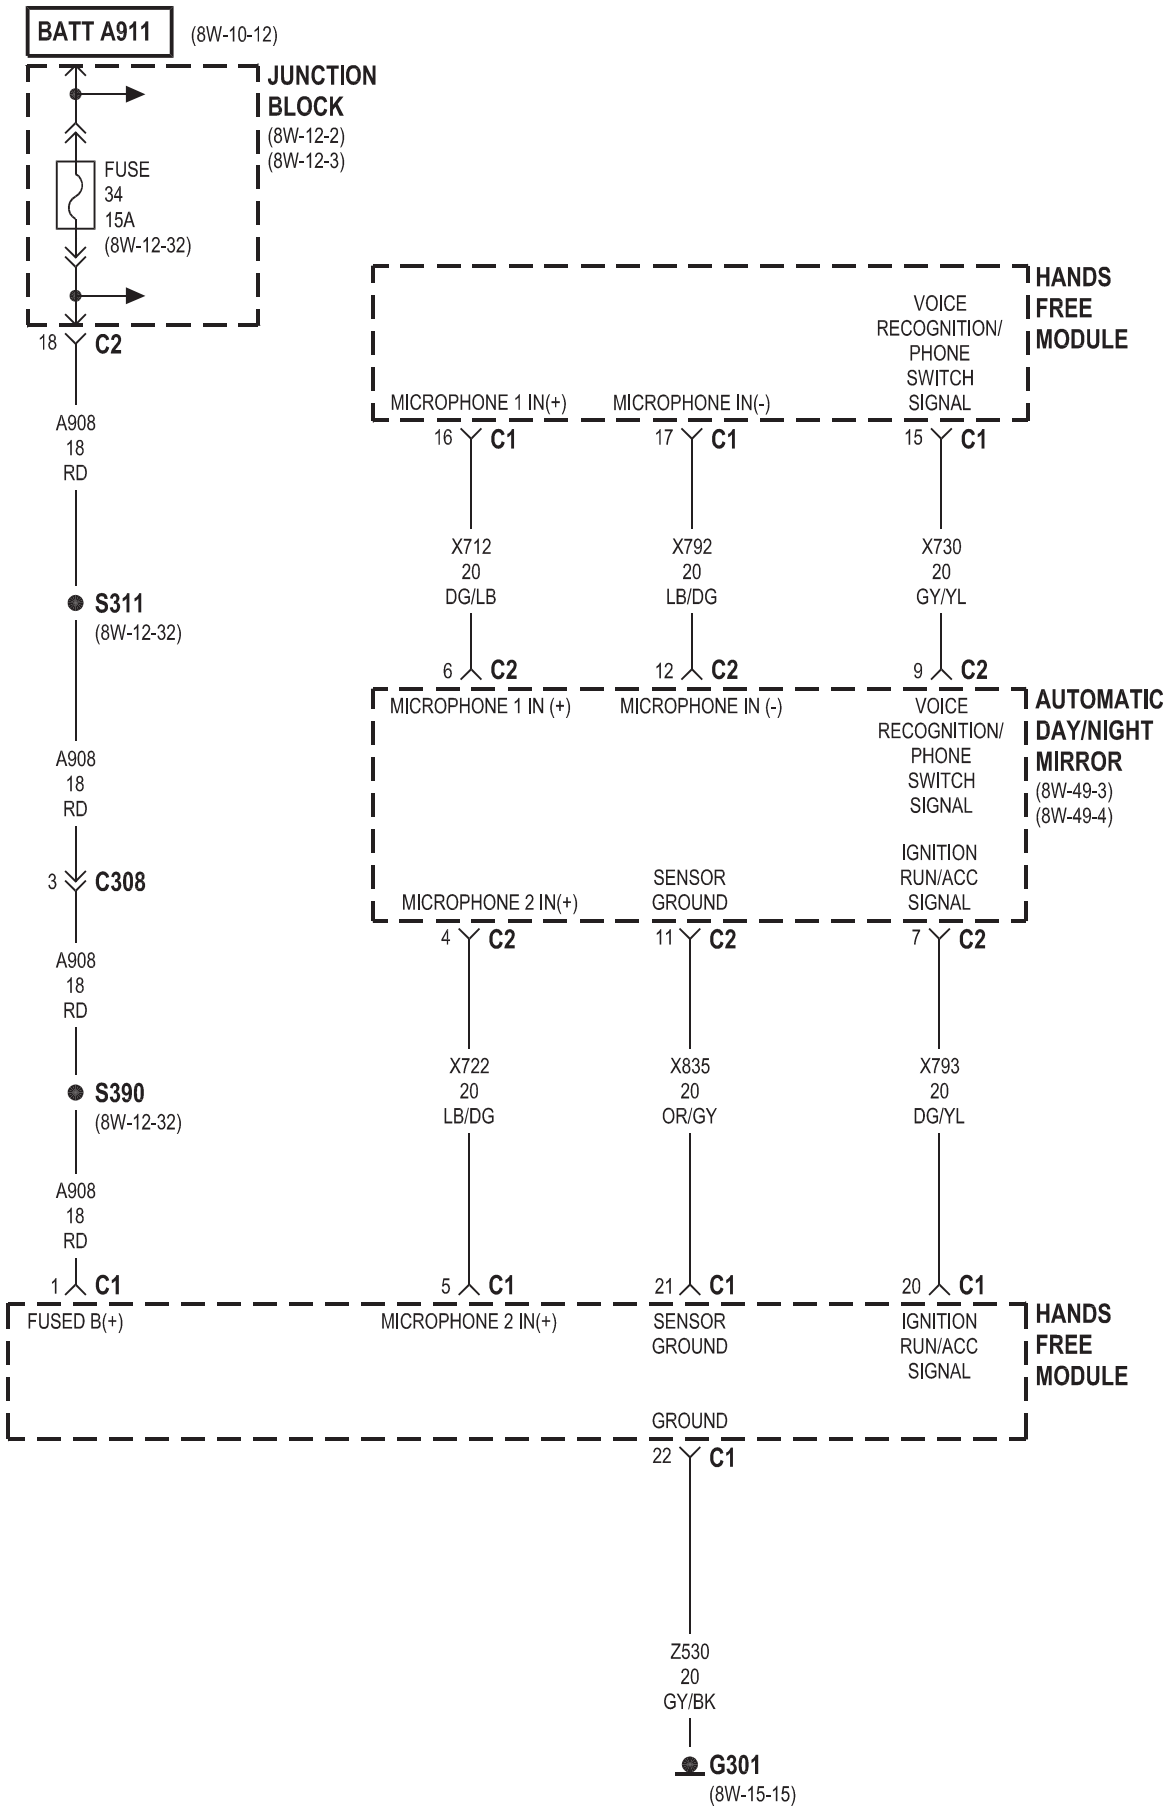 BATT A911 (8W-10-12)
JUNCTION
BLOCK
(8W-12-2)
(8W-12-3)
FUSE
34
15A
(8W-12-32)
18 C2
A908
18
RD
S311
(8W-12-32)
A908
18
RD
3 C308
A908
18
RD
S390
(8W-12-32)
A908
18
RD
1 C1
HANDS
FREE
MODULE
MICROPHONE 1 IN(+)
MICROPHONE IN(-)
VOICE
RECOGNITION/
PHONE
SWITCH
SIGNAL
16 C1
17 C1
15 C1
X712
20
DG/LB
X792
20
LB/DG
X730
20
GY/YL
6 C2
12 C2
9 C2
AUTOMATIC
DAY/NIGHT
MIRROR
(8W-49-3)
(8W-49-4)
MICROPHONE 1 IN (+)
MICROPHONE IN (-)
VOICE
RECOGNITION/
PHONE
SWITCH
SIGNAL
MICROPHONE 2 IN(+)
SENSOR
GROUND
IGNITION
RUN/ACC
SIGNAL
4 C2
11 C2
7 C2
X722
20
LB/DG
X835
20
OR/GY
X793
20
DG/YL
5 C1
21 C1
20 C1
HANDS
FREE
MODULE
FUSED B(+)
MICROPHONE 2 IN(+)
SENSOR
GROUND
IGNITION
RUN/ACC
SIGNAL
GROUND
22 C1
Z530
20
GY/BK
G301
(8W-15-15)